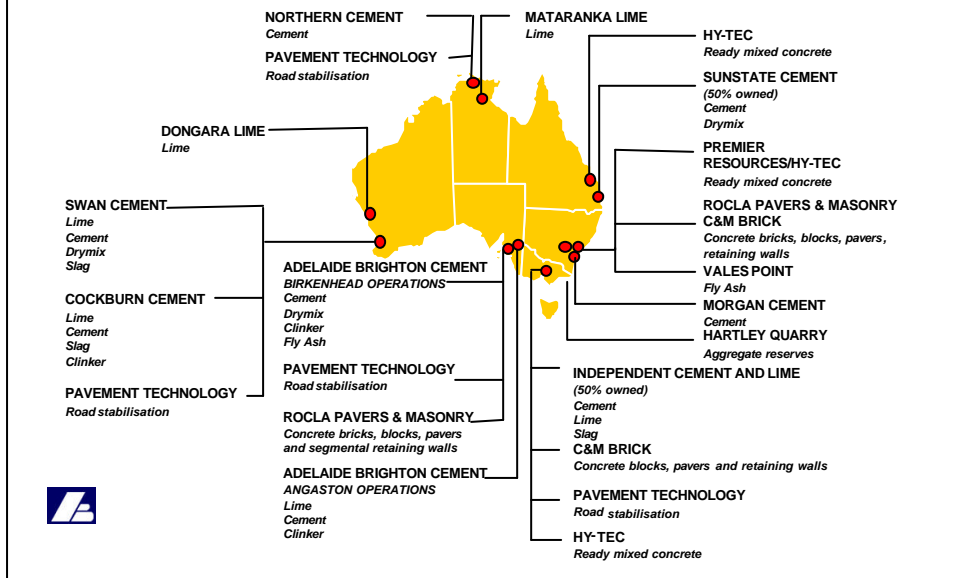 NORTHERN CEMENT
Cement
PAVEMENT TECHNOLOGY
Road stabilisation
MATARANKA LIME
Lime
HY-TEC
Ready mixed concrete
SUNSTATE CEMENT
(50% owned)
Cement
Drymix
PREMIER
RESOURCES/HY-TEC
Ready mixed concrete
ROCLA PAVERS & MASONRY
C&M BRICK
Concrete bricks, blocks, pavers,
retaining walls
VALES POINT
Fly Ash
MORGAN CEMENT
Cement
HARTLEY QUARRY
Aggregate reserves
DONGARA LIME
Lime
SWAN CEMENT
Lime
Cement
Drymix
Slag
COCKBURN CEMENT
Lime
Cement
Slag
Clinker
PAVEMENT TECHNOLOGY
Road stabilisation
ADELAIDE BRIGHTON CEMENT
BIRKENHEAD OPERATIONS
Cement
Drymix
Clinker
Fly Ash
PAVEMENT TECHNOLOGY
Road stabilisation
ROCLA PAVERS & MASONRY
Concrete bricks, blocks, pavers
and segmental retaining walls
ADELAIDE BRIGHTON CEMENT
ANGASTON OPERATIONS
Lime
Cement
Clinker
INDEPENDENT CEMENT AND LIME
(50% owned)
Cement
Lime
Slag
C&M BRICK
Concrete blocks, pavers and retaining walls
PAVEMENT TECHNOLOGY
Road stabilisation
HY-TEC
Ready mixed concrete